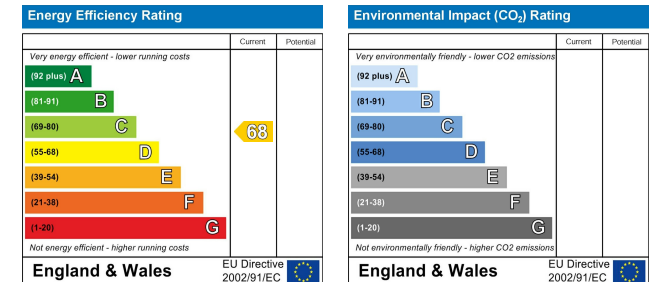 Energy Efficiency Rating
Current Potential
Very energy efficient - lower running costs
(92 plus) A
(81-91) B
(69-80) C
68
(55-68) D
(39-54) E
(21-38) F
(1-20) G
Not energy efficient - higher running costs
England & Wales
EU Directive
2002/91/EC
Environmental Impact (CO₂) Rating
Current Potential
Very environmentally friendly - lower CO2 emissions
(92 plus) A
(81-91) B
(69-80) C
(55-68) D
(39-54) E
(21-38) F
(1-20) G
Not environmentally friendly - higher CO2 emissions
England & Wales
EU Directive
2002/91/EC